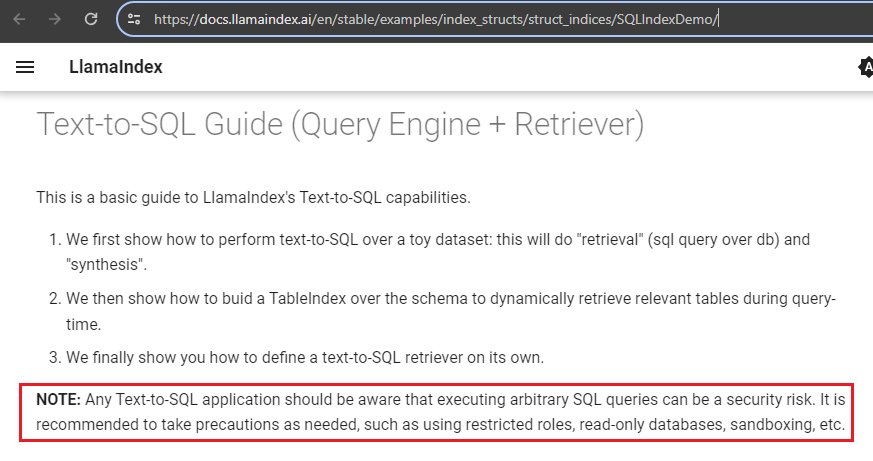 https://docs.llamaindex.ai/en/stable/examples/index_structs/struct_indices/SQLIndexDemo/
LlamaIndex
A
Text-to-SQL Guide (Query Engine + Retriever)
This is a basic guide to LlamaIndex's Text-to-SQL capabilities.
1. We first show how to perform text-to-SQL over a toy dataset: this will do "retrieval" (sql query over db) and
"synthesis".
2. We then show how to buid a TableIndex over the schema to dynamically retrieve relevant tables during query-
time.
3. We finally show you how to define a text-to-SQL retriever on its own.
NOTE: Any Text-to-SQL application should be aware that executing arbitrary SQL queries can be a security risk. It is
recommended to take precautions as needed, such as using restricted roles, read-only databases, sandboxing, etc.